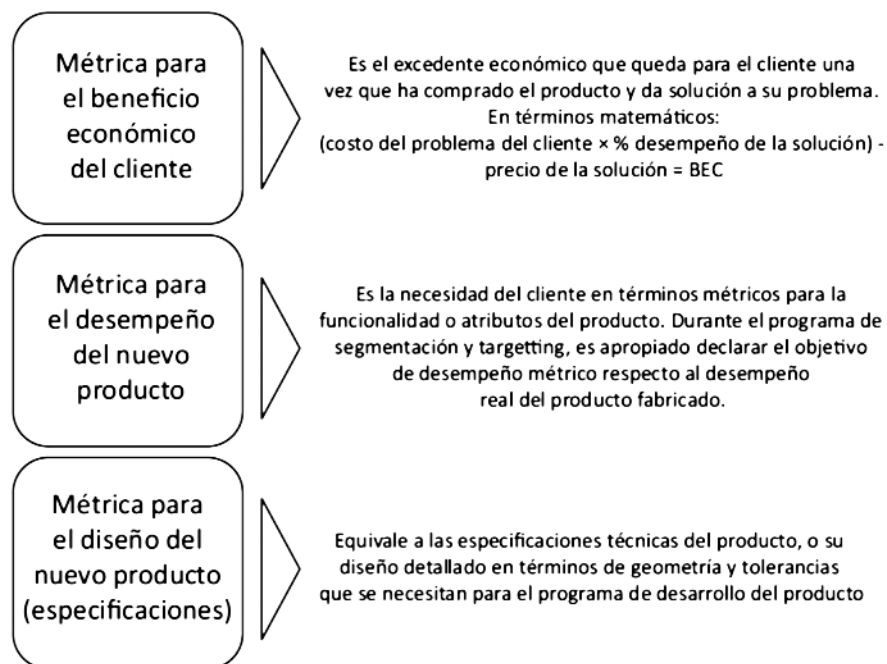 Métrica para
el beneficio
económico
del cliente
Es el excedente económico que queda para el cliente una
vez que ha comprado el producto y da solución a su problema.
En términos matemáticos:
(costo del problema del cliente × % desempeño de la solución) -
precio de la solución = BEC
Métrica para
el desempeño
del nuevo
producto
Es la necesidad del cliente en términos métricos para la
funcionalidad o atributos del producto. Durante el programa de
segmentación y targetting, es apropiado declarar el objetivo
de desempeño métrico respecto al desempeño
real del producto fabricado.
Métrica para
el diseño del
nuevo producto
(especificaciones)
Equivale a las especificaciones técnicas del producto, o su
diseño detallado en términos de geometría y tolerancias
que se necesitan para el programa de desarrollo del producto